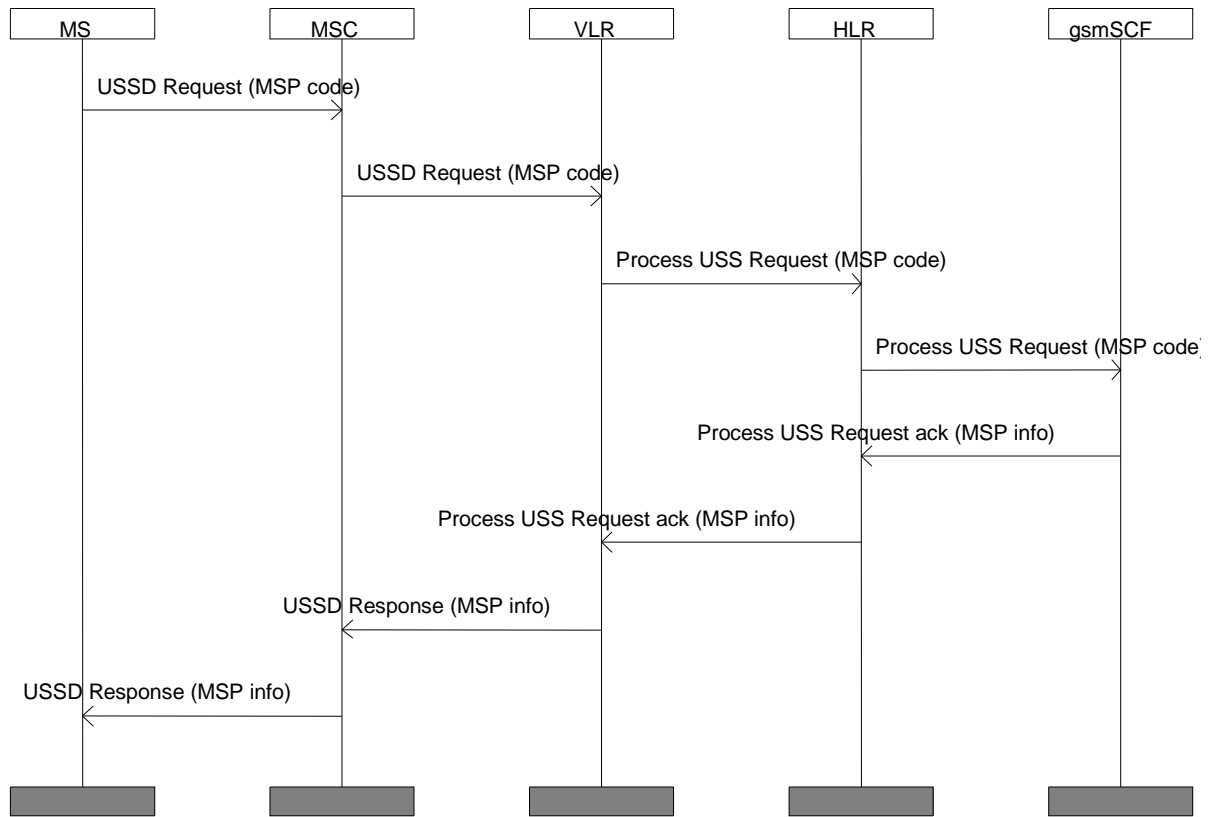 MS MSC VLR HLR gsmSCF
USSD Request (MSP code)
USSD Request (MSP code)
Process USS Request (MSP code)
Process USS Request (MSP code)
Process USS Request ack (MSP info)
Process USS Request ack (MSP info)
USSD Response (MSP info)
USSD Response (MSP info)